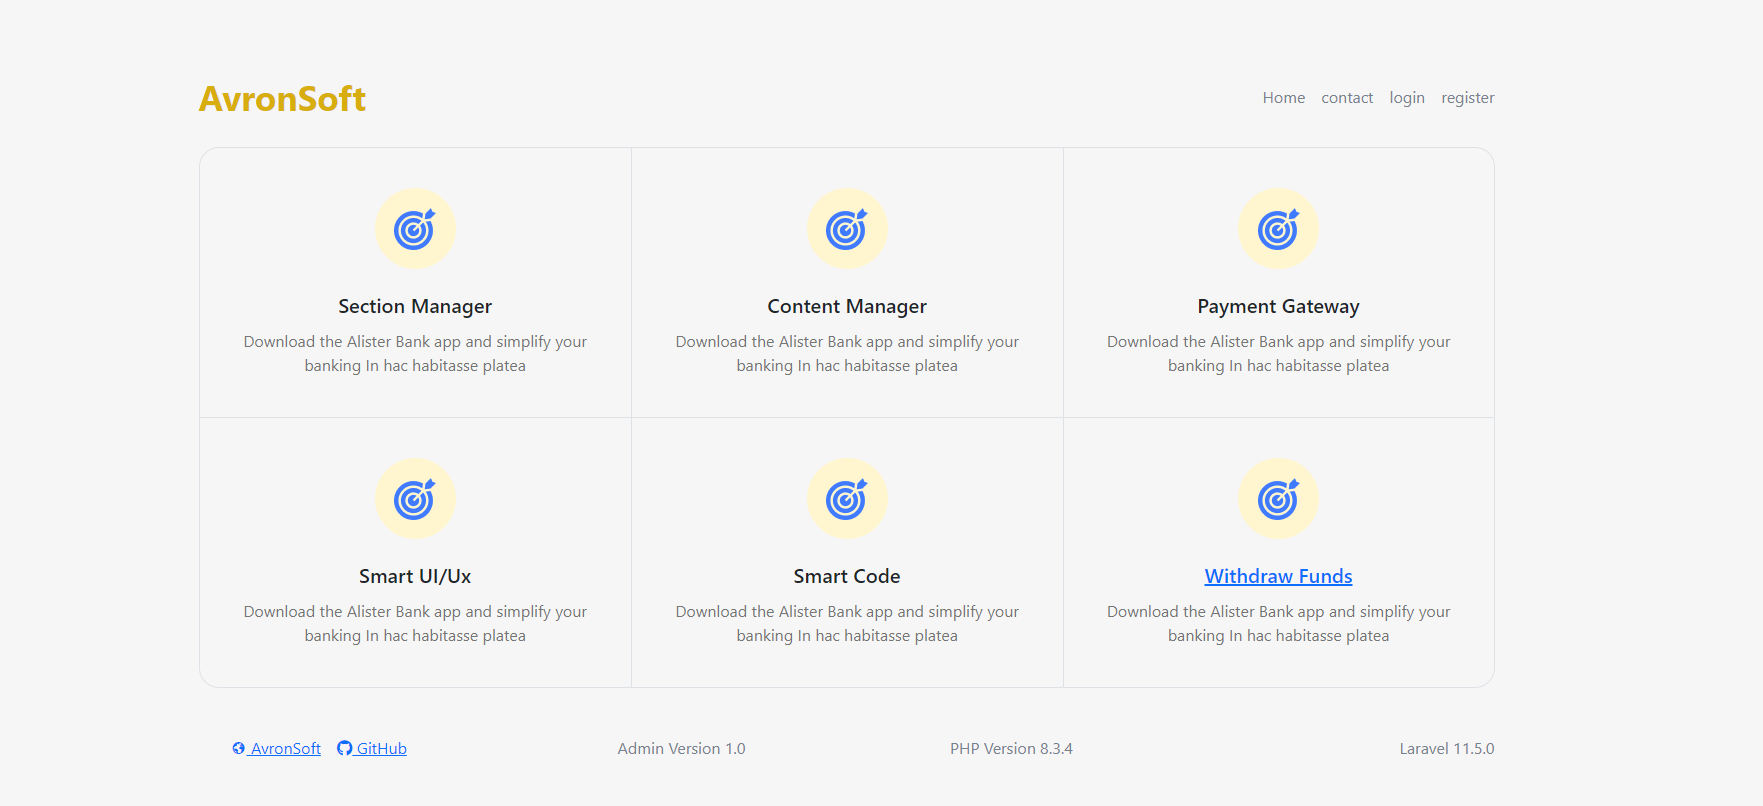 AvronSoft
Home contact login register
Section Manager
Download the Alister Bank app and simplify your
banking In hac habitasse platea
Content Manager
Download the Alister Bank app and simplify your
banking In hac habitasse platea
Payment Gateway
Download the Alister Bank app and simplify your
banking In hac habitasse platea
Smart UI/Ux
Download the Alister Bank app and simplify your
banking In hac habitasse platea
Smart Code
Download the Alister Bank app and simplify your
banking In hac habitasse platea
Withdraw Funds
Download the Alister Bank app and simplify your
banking In hac habitasse platea
AvronSoft GitHub Admin Version 1.0 PHP Version 8.3.4 Laravel 11.5.0